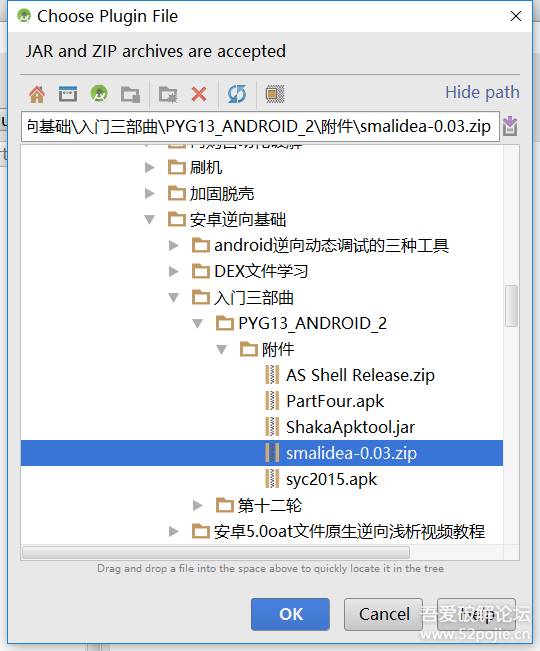 Choose Plugin File
JAR and ZIP archives are accepted
Hide path
基础\入门三部曲\PYG13_ANDROID_2\附件\smalidea-0.03.zip
刷机
加固脱壳
安卓逆向基础
android逆向动态调试的三种工具
DEX文件学习
入门三部曲
PYG13_ANDROID_2
附件
AS Shell Release.zip
PartFour.apk
ShakaApktool.jar
smalidea-0.03.zip
syc2015.apk
第十二轮
安卓5.0oat文件原生逆向浅析视频教程
Drag and drop a file into the space above to quickly locate it in the tree
OK
Cancel
Help
吾爱破解论坛
www.52pojie.cn